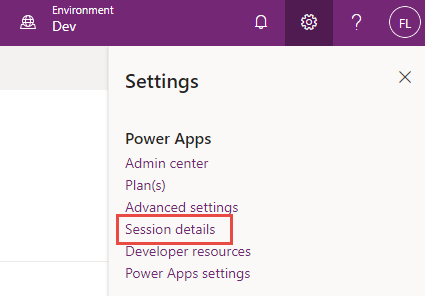 Environment
Dev
FL
Settings
Power Apps
Admin center
Plan(s)
Advanced settings
Session details
Developer resources
Power Apps settings